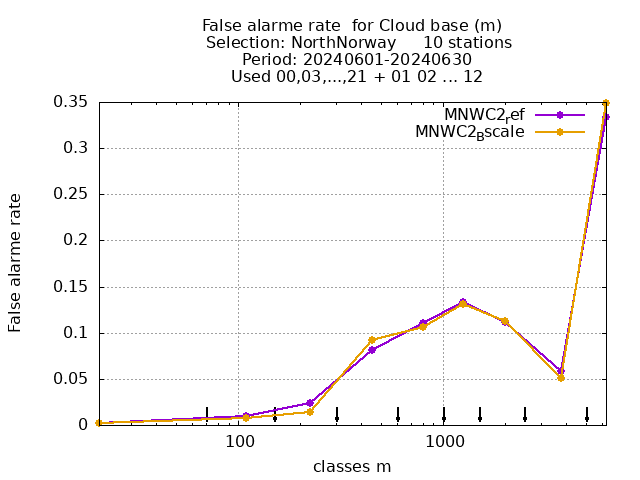 False alarme rate  for Cloud base (m)
Selection: NorthNorway     10 stations
Period: 20240601-20240630
Used 00,03,...,21 + 01 02 ... 12
MNWC2ref
MNWC2Bscale
False alarme rate
0.35
0.3
0.25
0.2
0.15
0.1
0.05
0
100
1000
classes m